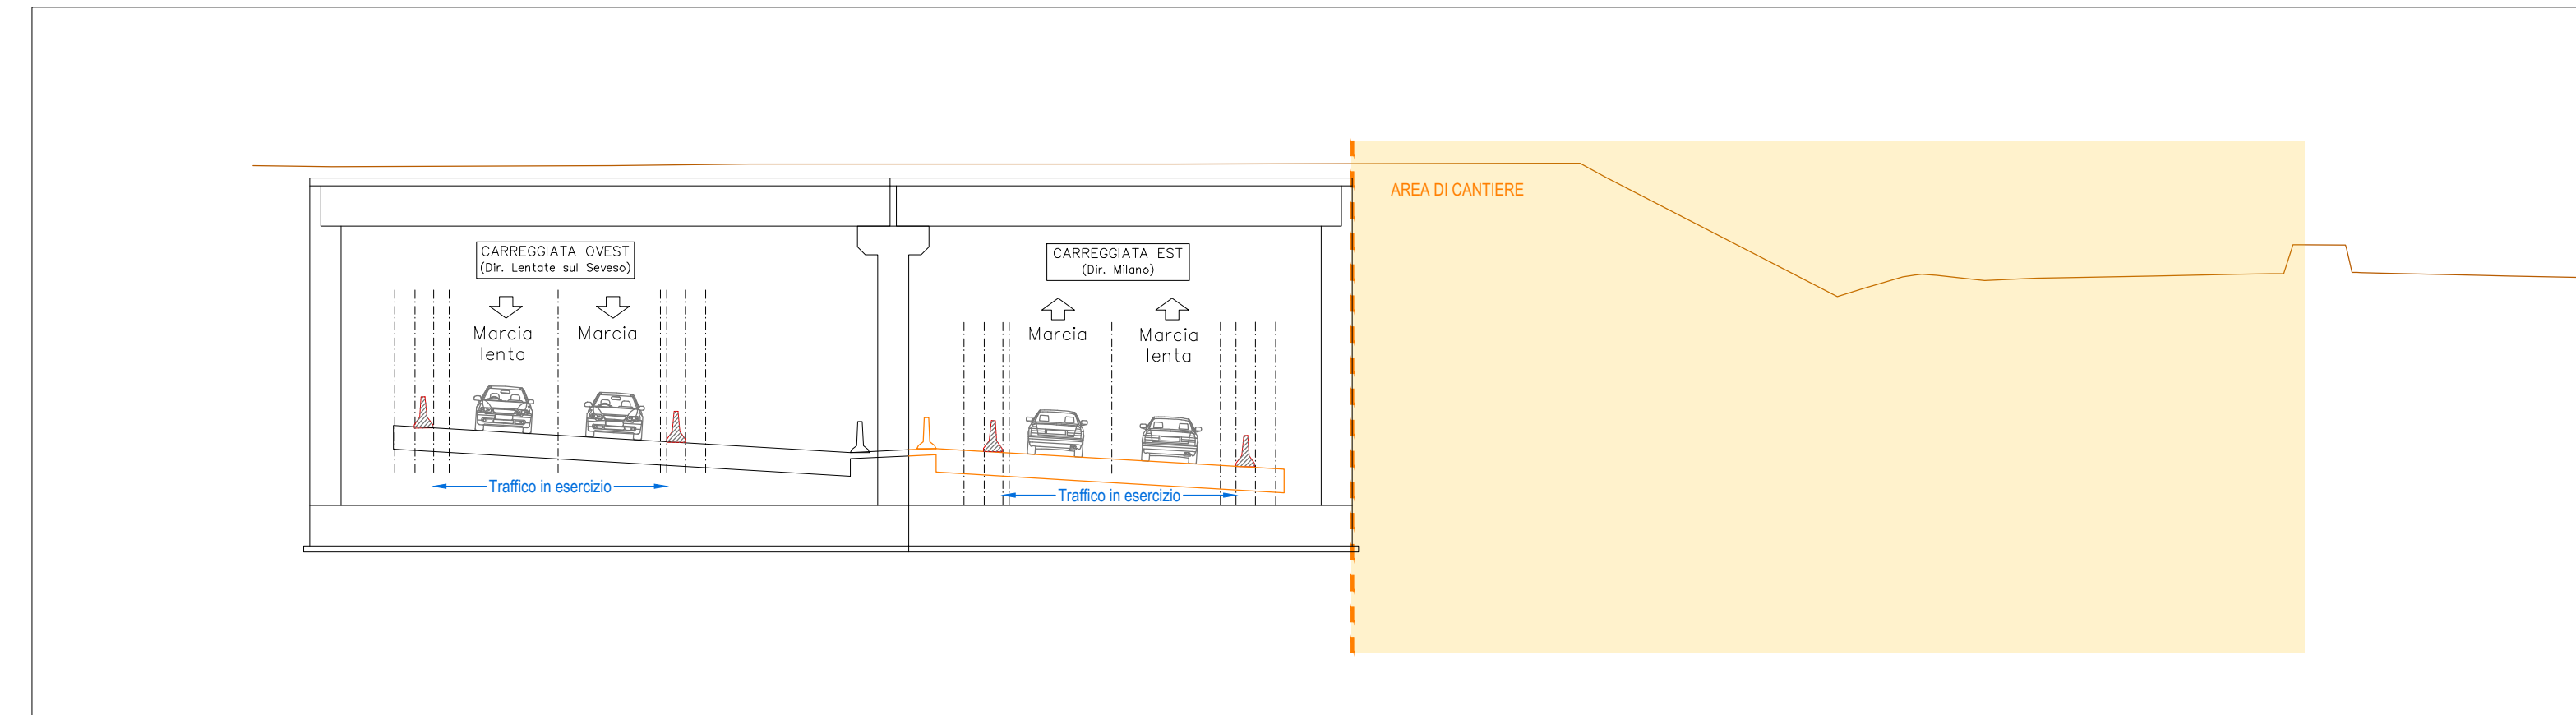 AREA DI CANTIERE
CARREGGIATA OVEST
(Dir. Lentate sul Seveso)
CARREGGIATA EST
(Dir. Milano)
Marcia
lenta
Marcia
Marcia
Marcia
lenta
Traffico in esercizio
Traffico in esercizio